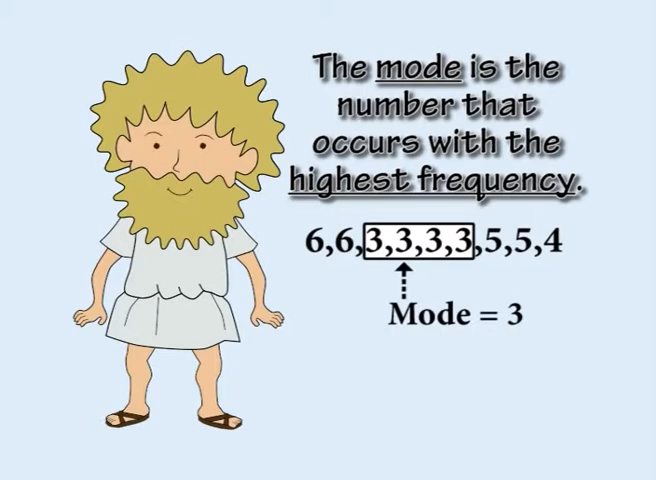 The mode is the
number that
occurs with the
highest frequency.
6,6,3,3,3,3,5,5,4
Mode = 3